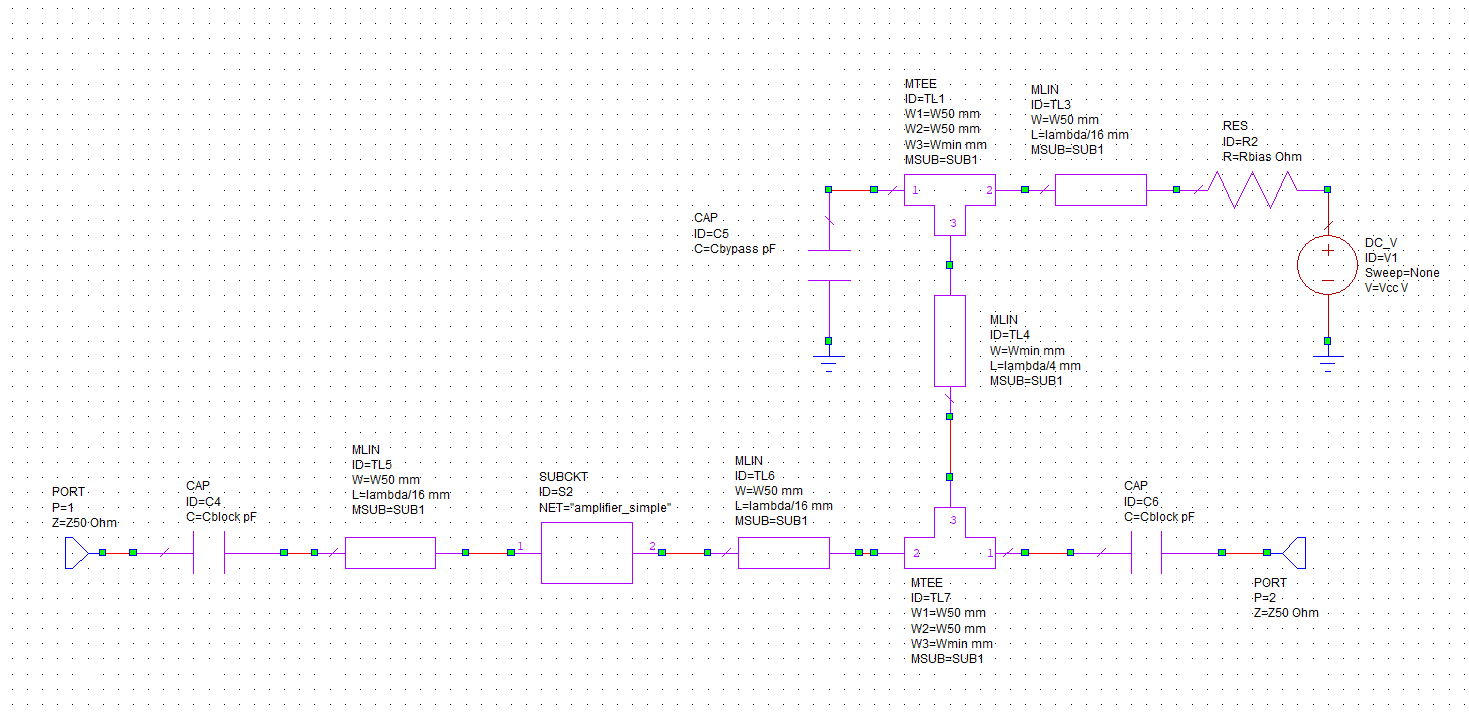 MTEE
ID=TL1
W1=W50 mm
W2=W50 mm
W3=Wmin mm
MSUB=SUB1
MLIN
ID=TL3
W=W50 mm
L=lambda/16 mm
MSUB=SUB1
RES
ID=R2
R=Rbias Ohm
1
2
3
CAP
ID=C5
C=Cbypass pF
DC_V
ID=V1
Sweep=None
V=Vcc V
MLIN
ID=TL4
W=Wmin mm
L=lambda/4 mm
MSUB=SUB1
PORT
P=1
Z=Z50 Ohm
CAP
ID=C4
C=Cblock pF
MLIN
ID=TL5
W=W50 mm
L=lambda/16 mm
MSUB=SUB1
SUBCKT
ID=S2
NET="amplifier_simple"
1
2
MLIN
ID=TL6
W=W50 mm
L=lambda/16 mm
MSUB=SUB1
3
2
1
MTEE
ID=TL7
W1=W50 mm
W2=W50 mm
W3=Wmin mm
MSUB=SUB1
CAP
ID=C6
C=Cblock pF
PORT
P=2
Z=Z50 Ohm